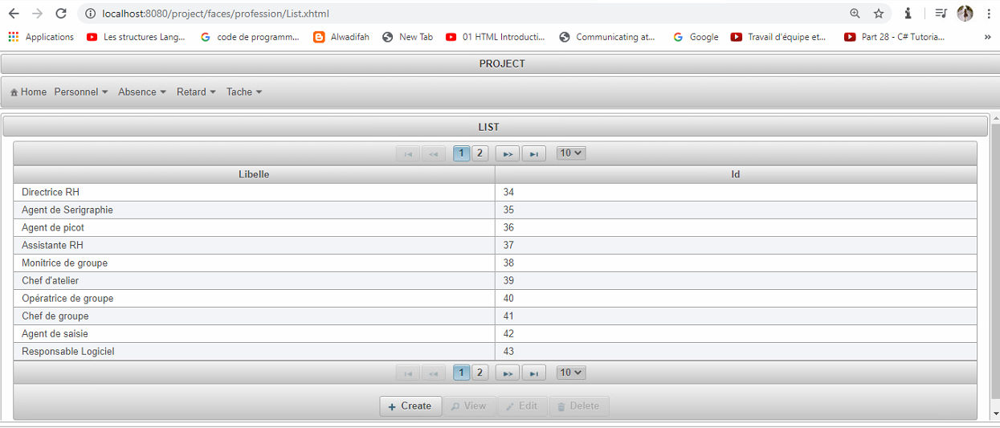 localhost:8080/project/faces/profession/List.xhtml
Applications Les structures Lang... code de programm... Alwadifah New Tab 01 HTML Introducti... Communicating at... Google Travail d'équipe et... Part 28 - C# Tutoria... »
PROJECT
Home Personnel Absence Retard Tache
LIST
1 2 10
Libelle Id
Directrice RH 34
Agent de Serigraphie 35
Agent de picot 36
Assistante RH 37
Monitrice de groupe 38
Chef d'atelier 39
Opératrice de groupe 40
Chef de groupe 41
Agent de saisie 42
Responsable Logiciel 43
1 2 10
Create View Edit Delete